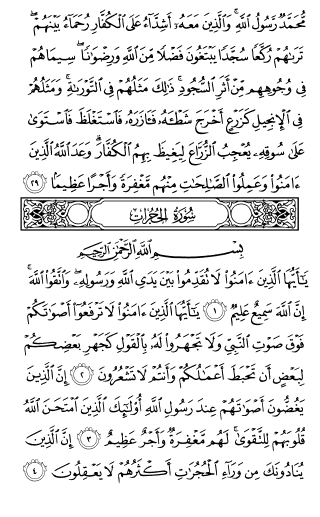 مُّحَمَّدٌ رَّسُولُ ٱللَّهِ ۚ وَٱلَّذِينَ مَعَهُۥٓ أَشِدَّآءُ عَلَى ٱلْكُفَّارِ رُحَمَآءُ بَيْنَهُمْ ۖ
تَرَىٰهُمْ رُكَّعًا سُجَّدًا يَبْتَغُونَ فَضْلًا مِّنَ ٱللَّهِ وَرِضْوَٰنًا ۖ سِيمَاهُمْ
فِى وُجُوهِهِم مِّنْ أَثَرِ ٱلسُّجُودِ ۚ ذَٰلِكَ مَثَلُهُمْ فِى ٱلتَّوْرَىٰةِ ۚ وَمَثَلُهُمْ
فِى ٱلْإِنجِيلِ كَزَرْعٍ أَخْرَجَ شَطْـَٔهُۥ فَـَٔازَرَهُۥ فَٱسْتَغْلَظَ فَٱسْتَوَىٰ
عَلَىٰ سُوقِهِۦ يُعْجِبُ ٱلزُّرَّاعَ لِيَغِيظَ بِهِمُ ٱلْكُفَّارَ ۗ وَعَدَ ٱللَّهُ ٱلَّذِينَ
ءَامَنُوا۟ وَعَمِلُوا۟ ٱلصَّٰلِحَٰتِ مِنْهُم مَّغْفِرَةً وَأَجْرًا عَظِيمًۢا ٢٩
سُورَةُ الحُجُرَاتِ
بِسْمِ ٱللَّهِ ٱلرَّحْمَٰنِ ٱلرَّحِيمِ
يَٰٓأَيُّهَا ٱلَّذِينَ ءَامَنُوا۟ لَا تُقَدِّمُوا۟ بَيْنَ يَدَىِ ٱللَّهِ وَرَسُولِهِۦ ۖ وَٱتَّقُوا۟ ٱللَّهَ ۚ
إِنَّ ٱللَّهَ سَمِيعٌ عَلِيمٌ ١ يَٰٓأَيُّهَا ٱلَّذِينَ ءَامَنُوا۟ لَا تَرْفَعُوٓا۟ أَصْوَٰتَكُمْ
فَوْقَ صَوْتِ ٱلنَّبِىِّ وَلَا تَجْهَرُوا۟ لَهُۥ بِٱلْقَوْلِ كَجَهْرِ بَعْضِكُمْ
لِبَعْضٍ أَن تَحْبَطَ أَعْمَٰلُكُمْ وَأَنتُمْ لَا تَشْعُرُونَ ٢ إِنَّ ٱلَّذِينَ
يَغُضُّونَ أَصْوَٰتَهُمْ عِندَ رَسُولِ ٱللَّهِ أُو۟لَٰٓئِكَ ٱلَّذِينَ ٱمْتَحَنَ ٱللَّهُ
قُلُوبَهُمْ لِلتَّقْوَىٰ ۚ لَهُم مَّغْفِرَةٌ وَأَجْرٌ عَظِيمٌ ٣ إِنَّ ٱلَّذِينَ
يُنَادُونَكَ مِن وَرَآءِ ٱلْحُجُرَٰتِ أَكْثَرُهُمْ لَا يَعْقِلُونَ ٤